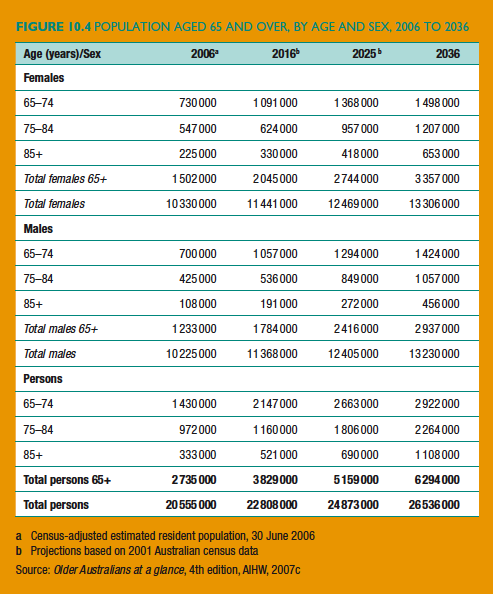 FIGURE 10.4 POPULATION AGED 65 AND OVER, BY AGE AND SEX, 2006 TO 2036
Age (years)/Sex 2006a 2016b 2025b 2036
Females
65–74 730 000 1 091 000 1 368 000 1 498 000
75–84 547 000 624 000 957 000 1 207 000
85+ 225 000 330 000 418 000 653 000
Total females 65+ 1 502 000 2 045 000 2 744 000 3 357 000
Total females 10 330 000 11 441 000 12 469 000 13 306 000
Males
65–74 700 000 1 057 000 1 294 000 1 424 000
75–84 425 000 536 000 849 000 1 057 000
85+ 108 000 191 000 272 000 456 000
Total males 65+ 1 233 000 1 784 000 2 416 000 2 937 000
Total males 10 225 000 11 368 000 12 405 000 13 230 000
Persons
65–74 1 430 000 2 147 000 2 663 000 2 922 000
75–84 972 000 1 160 000 1 806 000 2 264 000
85+ 333 000 521 000 690 000 1 108 000
Total persons 65+ 2 735 000 3 829 000 5 159 000 6 294 000
Total persons 20 555 000 22 808 000 24 873 000 26 536 000
a Census-adjusted estimated resident population, 30 June 2006
b Projections based on 2001 Australian census data
Source: Older Australians at a glance, 4th edition, AIHW, 2007c